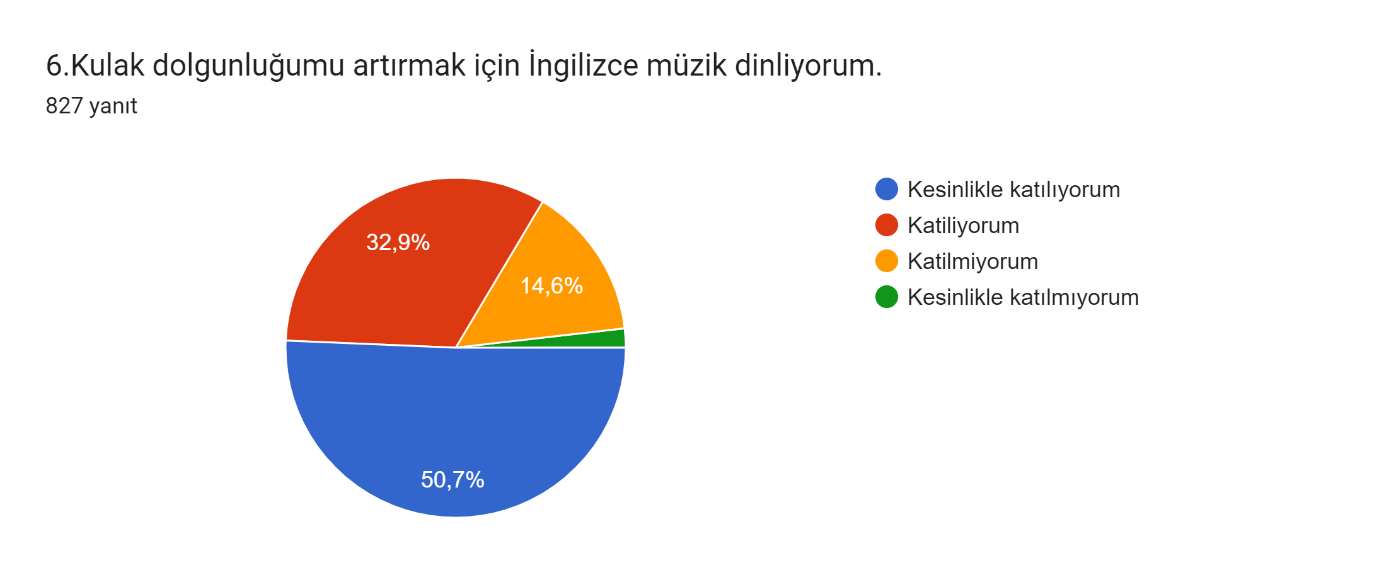 6.Kulak dolgunluğumu artırmak için İngilizce müzik dinliyorum.
827 yanıt
Kesinlikle katılıyorum
Katiliyorum
Katilmiyorum
Kesinlikle katılmıyorum
32,9%
14,6%
50,7%